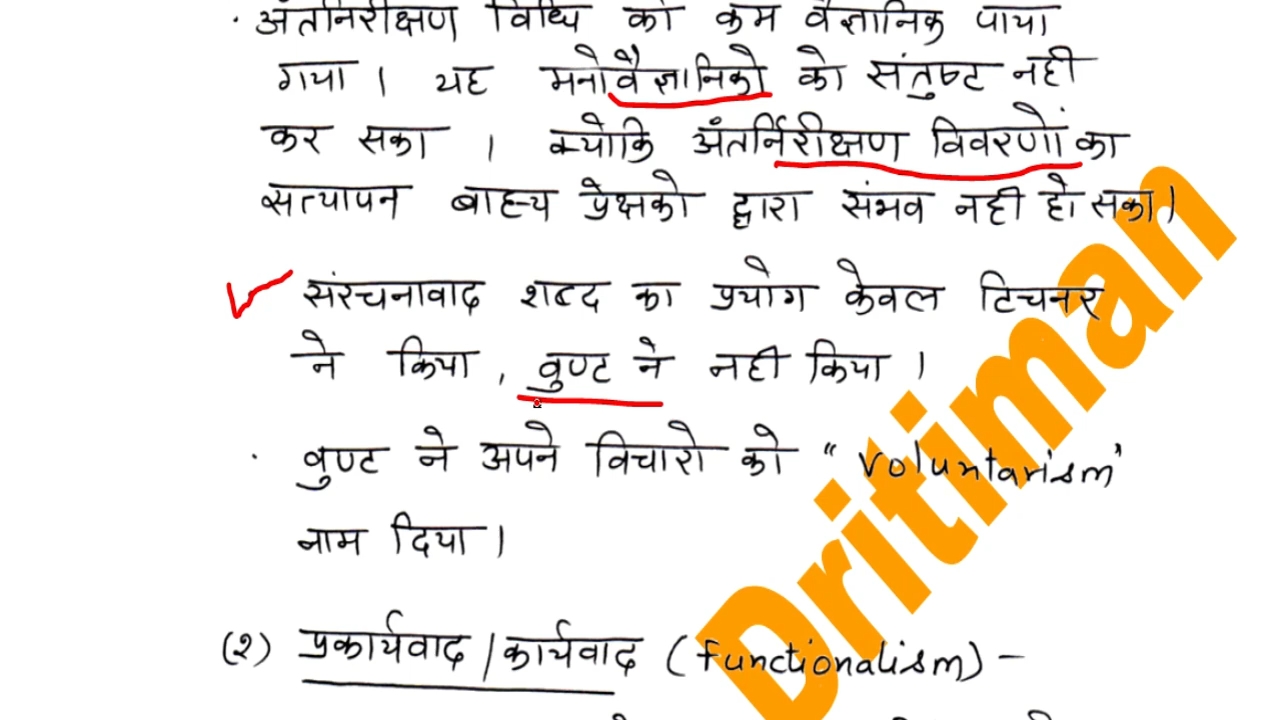 · अंतर्निरीक्षण विधि को कम वैज्ञानिक पाया
गया । यह मनोवैज्ञानिको को संतुष्ट नही
कर सका । क्योकि अंतर्निरीक्षण विवरणों का
सत्यापन बाह्य प्रेक्षको द्वारा संभव नही हो सका।
संरचनावाद शब्द का प्रयोग केवल टिचनर
ने किया , वुण्ट ने नही किया ।
· वुण्ट ने अपने विचारो को "Voluntarism"
नाम दिया ।
(२) प्रकार्यवाद / कार्यवाद (functionalism) –
Dritiman